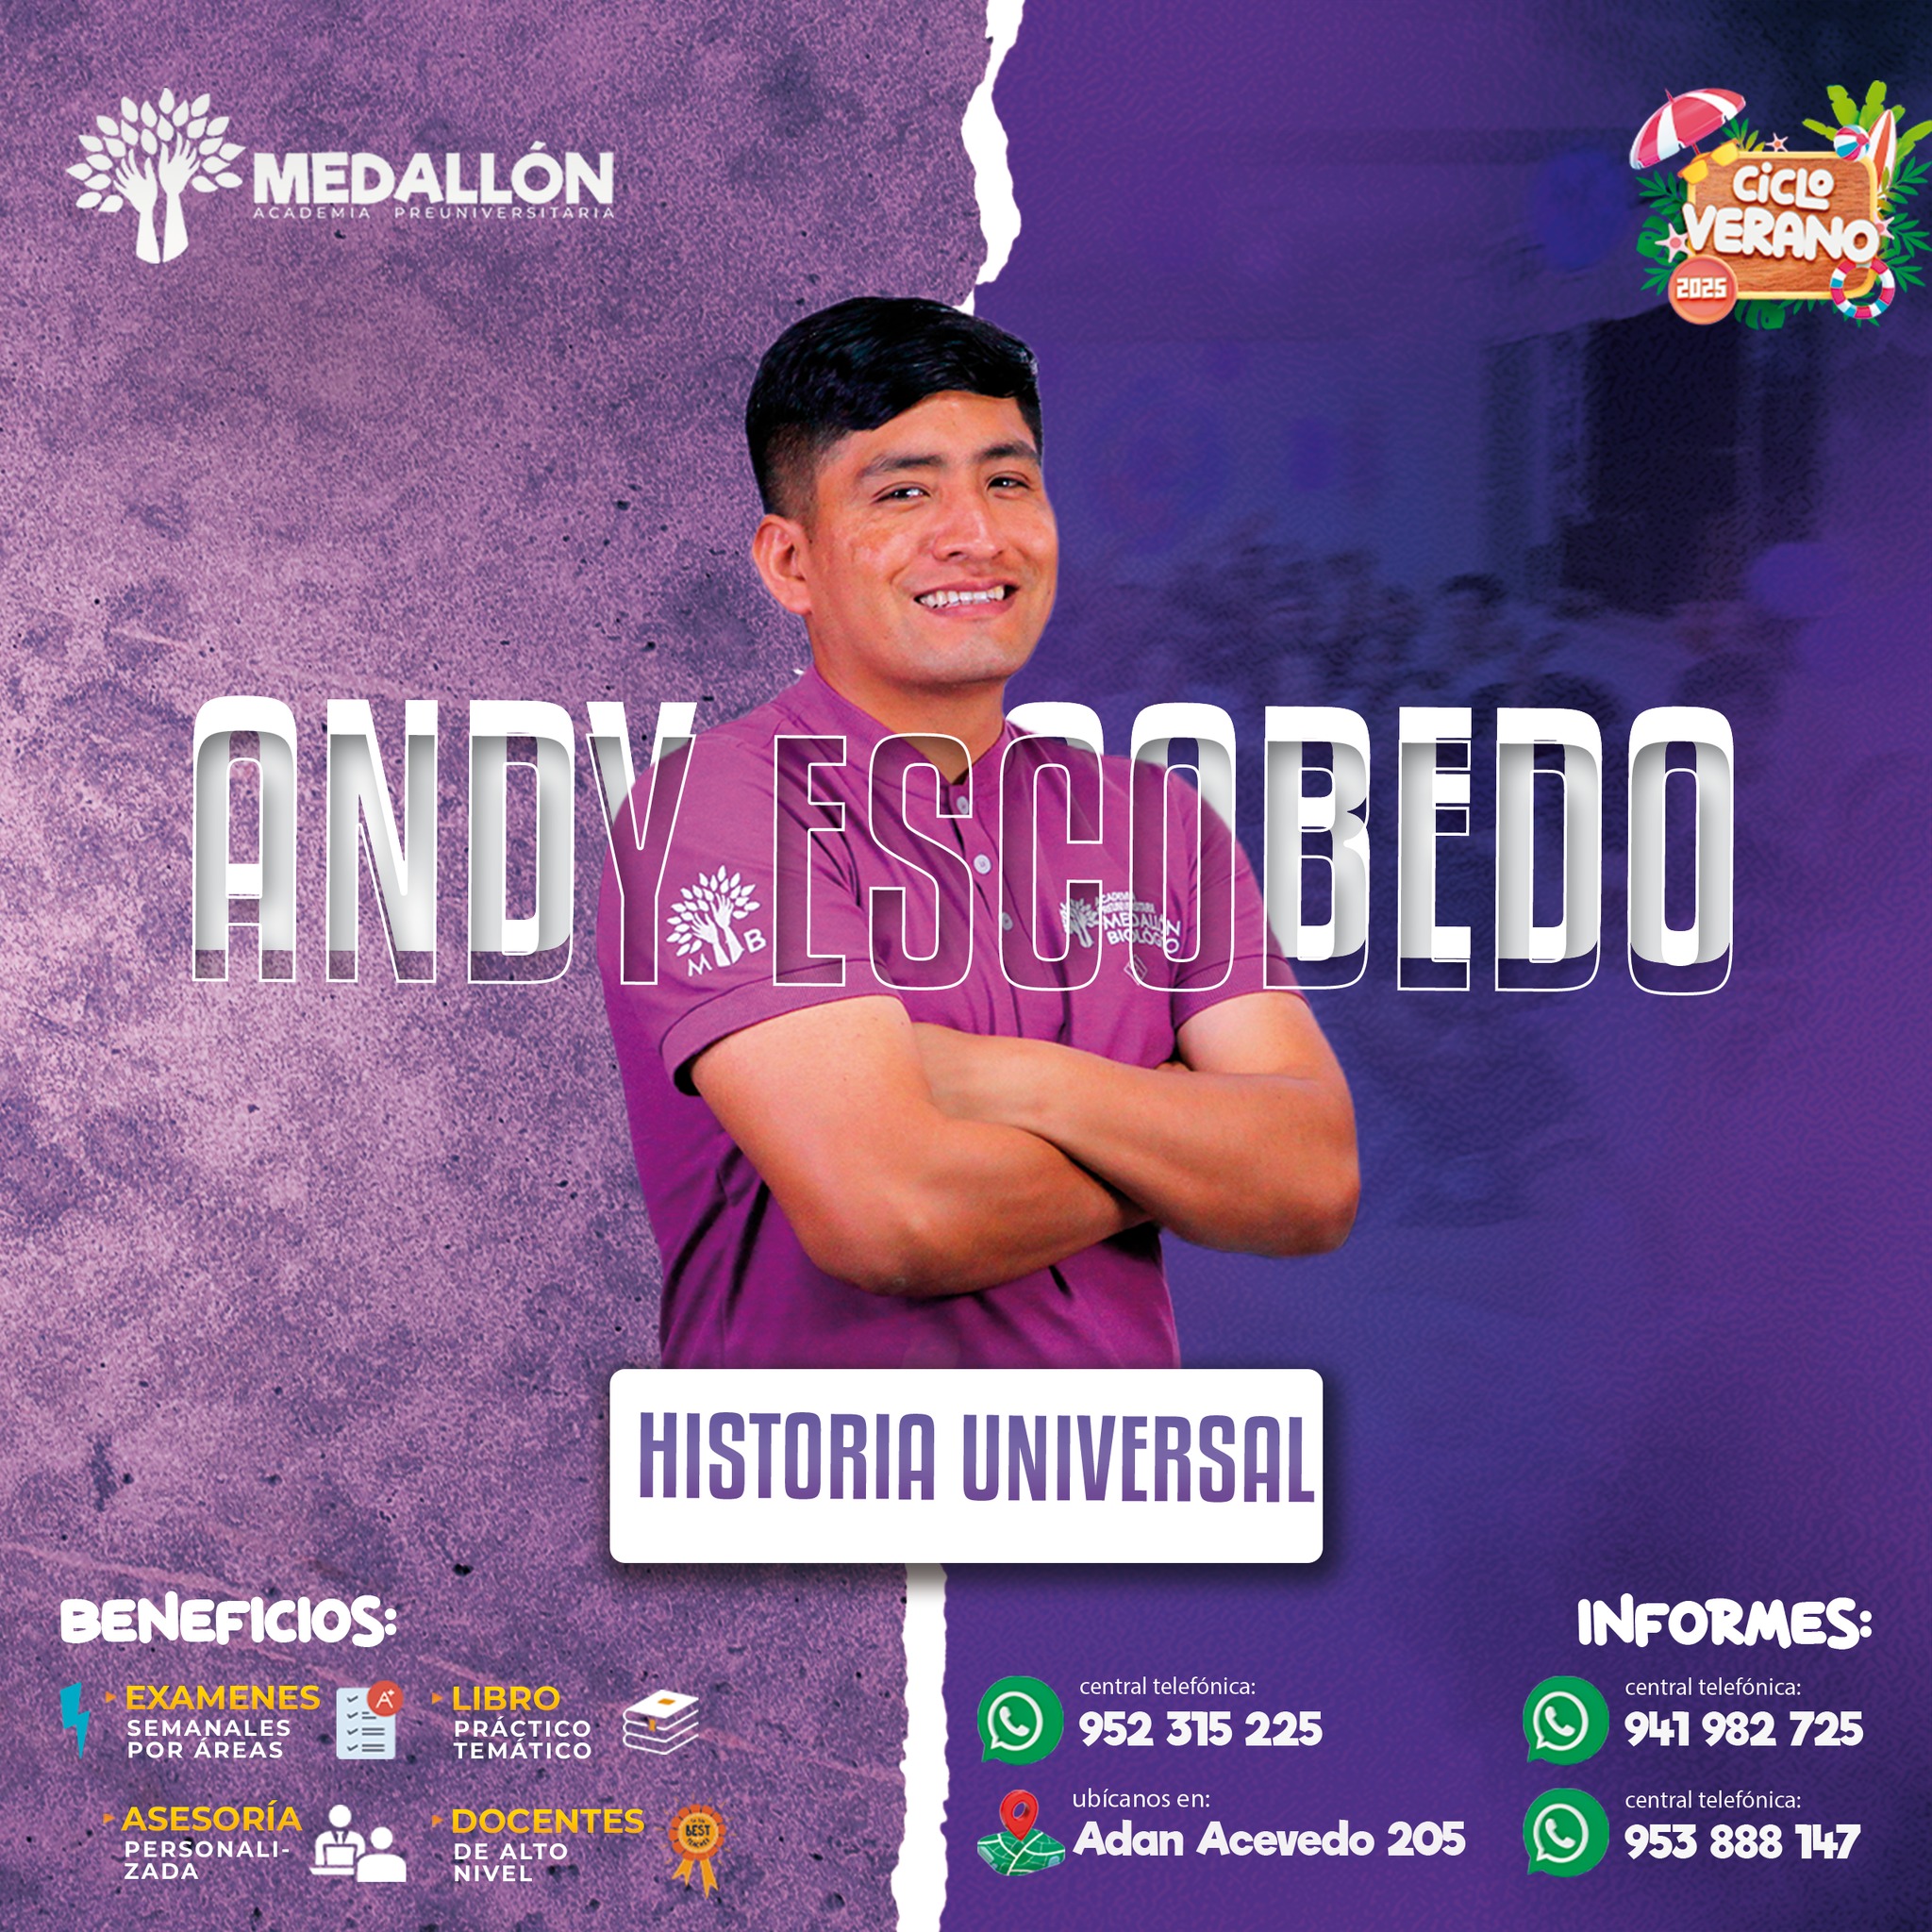 MEDALLÓN
ACADEMIA PREUNIVERSITARIA
CiCLO
VERANO
2025
ANDY ESCOBEDO
M B
ACADEMIA
MEDALLÓN
BIÓLOGO
HISTORIA UNIVERSAL
BENEFICIOS:
EXAMENES
SEMANALES
POR ÁREAS
A+
LIBRO
PRÁCTICO
TEMÁTICO
ASESORÍA
PERSONALI-
ZADA
DOCENTES
DE ALTO
NIVEL
BEST
INFORMES:
central telefónica:
952 315 225
central telefónica:
941 982 725
ubícanos en:
Adan Acevedo 205
central telefónica:
953 888 147